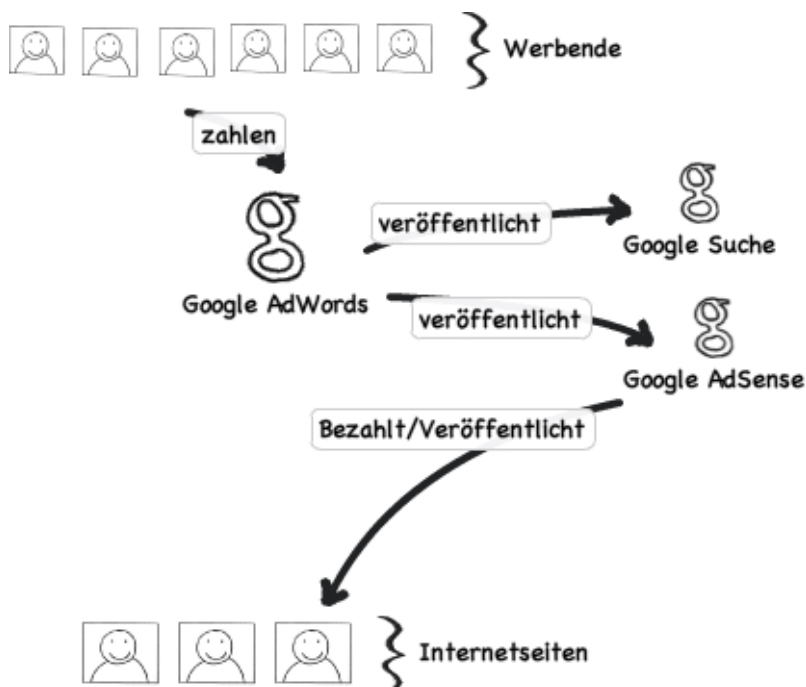 Werbende
zahlen
veröffentlicht
Google Suche
Google AdWords
veröffentlicht
Google AdSense
Bezahlt/Veröffentlicht
Internetseiten